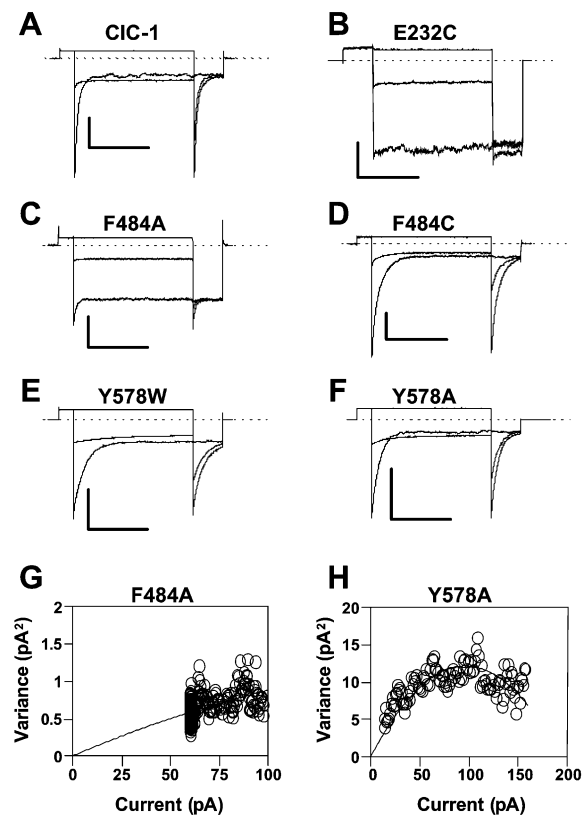 A
ClC-1
B
E232C
C
F484A
D
F484C
E
Y578W
F
Y578A
G
F484A
2
1.5
1
0.5
0
Variance (pA²)
0 25 50 75 100
Current (pA)
H
Y578A
20
15
10
5
0
Variance (pA²)
0 50 100 150 200
Current (pA)